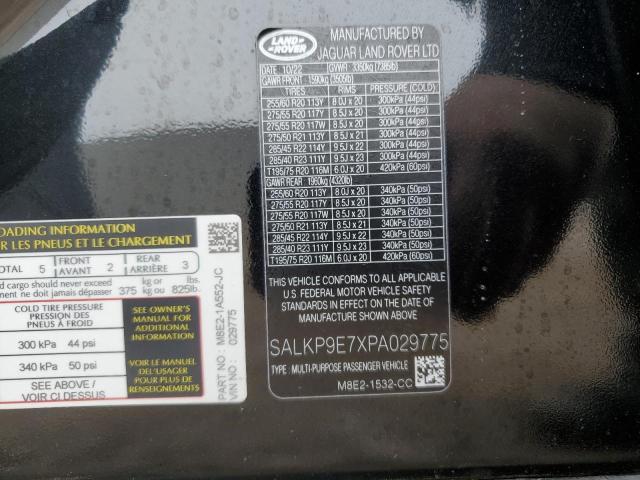 LAND ROVER
MANUFACTURED BY
JAGUAR LAND ROVER LTD
DATE: 10/22 GVWR 3350kg (7385lb)
GAWR FRONT 1590kg (3505lb)
TIRES RIMS PRESSURE (COLD)
255/60 R20 113Y 8.0J x 20 300kPa (44psi)
275/55 R20 117Y 8.5J x 20 300kPa (44psi)
275/55 R20 117W 8.5J x 20 300kPa (44psi)
275/50 R21 113Y 8.5J x 21 300kPa (44psi)
285/45 R22 114Y 9.5J x 22 300kPa (44psi)
285/40 R23 111Y 9.5J x 23 300kPa (44psi)
T195/75 R20 116M 6.0J x 20 420kPa (60psi)
GAWR REAR 1960kg (4320lb)
255/60 R20 113Y 8.0J x 20 340kPa (50psi)
275/55 R20 117Y 8.5J x 20 340kPa (50psi)
275/55 R20 117W 8.5J x 20 340kPa (50psi)
275/50 R21 113Y 8.5J x 21 340kPa (50psi)
285/45 R22 114Y 9.5J x 22 340kPa (50psi)
285/40 R23 111Y 9.5J x 23 340kPa (50psi)
T195/75 R20 116M 6.0J x 20 420kPa (60psi)
THIS VEHICLE CONFORMS TO ALL APPLICABLE
U.S. FEDERAL MOTOR VEHICLE SAFETY
STANDARDS IN EFFECT ON THE DATE OF
MANUFACTURE SHOWN ABOVE
SALKP9E7XPA029775
TYPE: MULTI-PURPOSE PASSENGER VEHICLE
M8E2-1532-CC
OADING INFORMATION
R LES PNEUS ET LE CHARGEMENT
OTAL 5 FRONT AVANT 2 REAR ARRIÈRE 3
d cargo should never exceed
ment ne doit jamais dépasser 375 kg or kg ou 825lb.
COLD TIRE PRESSURE
PRESSION DES
PNEUS À FROID
300 kPa 44 psi
340 kPa 50 psi
SEE ABOVE /
VOIR CI DESSUS
SEE OWNER'S
MANUAL FOR
ADDITIONAL
INFORMATION
VOIR LE MANUEL
DEL'USAGER
POUR PLUS DE
RENSEIGNEMENTS
M8E2-1A552-JC
VIN NO: 029775